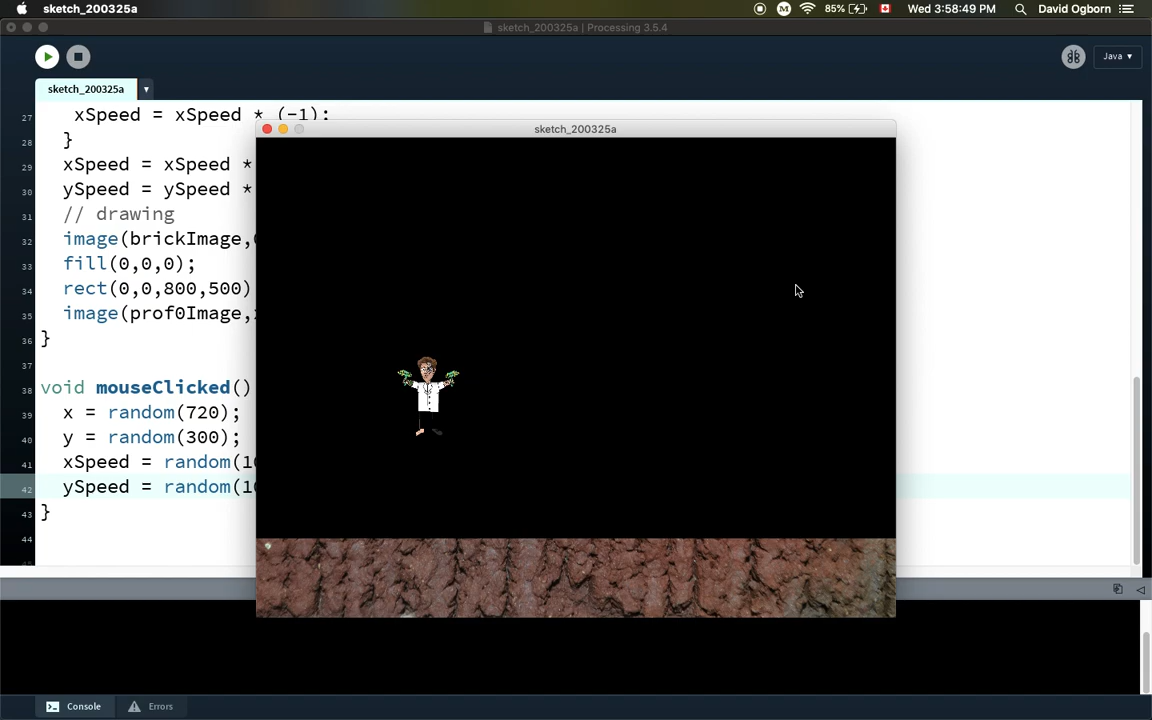 sketch_200325a
85%
Wed 3:58:49 PM
David Ogborn
sketch_200325a | Processing 3.5.4
Java ▾
sketch_200325a
27 xSpeed = xSpeed * (-1);
sketch_200325a
28 }
29 xSpeed = xSpeed *
30 ySpeed = ySpeed *
31 // drawing
32 image(brickImage,
33 fill(0,0,0);
34 rect(0,0,800,500)
35 image(prof0Image,
36 }
37
38 void mouseClicked()
39 x = random(720);
40 y = random(300);
41 xSpeed = random(10
42 ySpeed = random(10
43 }
44
Console
Errors